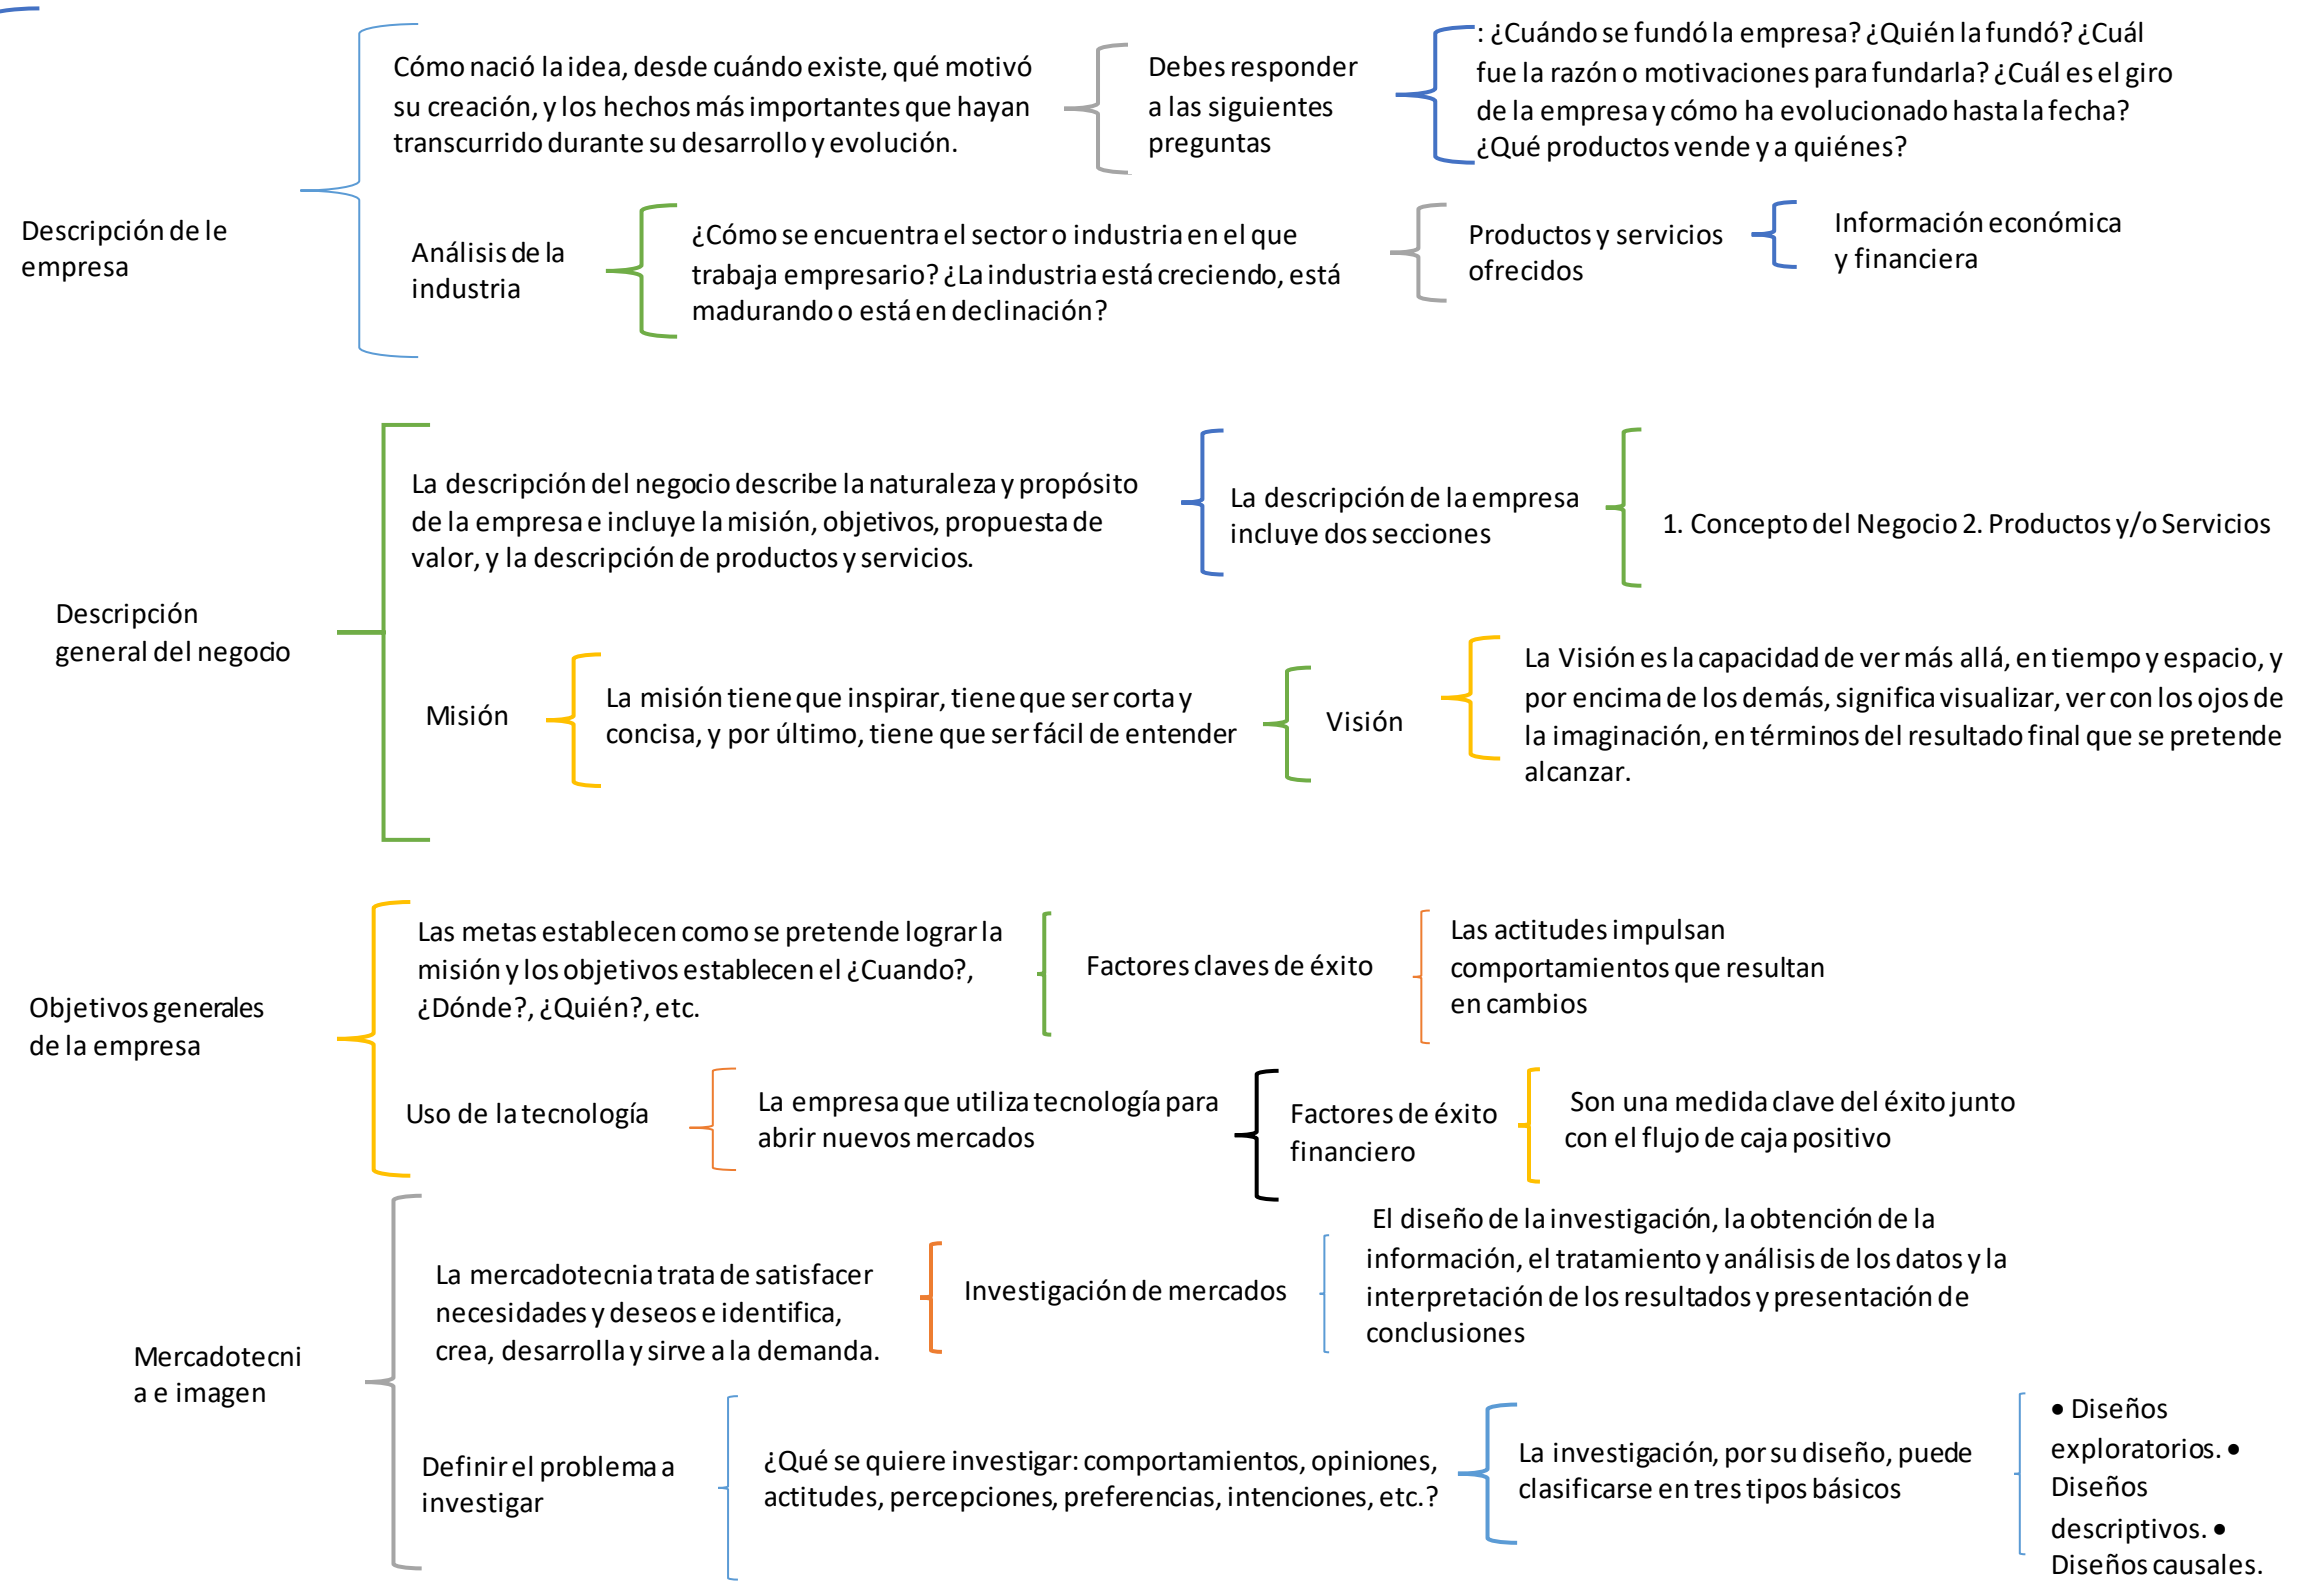 Descripción de le
empresa
Cómo nació la idea, desde cuándo existe, qué motivó
su creación, y los hechos más importantes que hayan
transcurrido durante su desarrollo y evolución.
Debes responder
a las siguientes
preguntas
: ¿Cuándo se fundó la empresa? ¿Quién la fundó? ¿Cuál
fue la razón o motivaciones para fundarla? ¿Cuál es el giro
de la empresa y cómo ha evolucionado hasta la fecha?
¿Qué productos vende y a quiénes?
Análisis de la
industria
¿Cómo se encuentra el sector o industria en el que
trabaja empresario? ¿La industria está creciendo, está
madurando o está en declinación?
Productos y servicios
ofrecidos
Información económica
y financiera
Descripción
general del negocio
La descripción del negocio describe la naturaleza y propósito
de la empresa e incluye la misión, objetivos, propuesta de
valor, y la descripción de productos y servicios.
La descripción de la empresa
incluye dos secciones
1. Concepto del Negocio 2. Productos y/o Servicios
Misión
La misión tiene que inspirar, tiene que ser corta y
concisa, y por último, tiene que ser fácil de entender
Visión
La Visión es la capacidad de ver más allá, en tiempo y espacio, y
por encima de los demás, significa visualizar, ver con los ojos de
la imaginación, en términos del resultado final que se pretende
alcanzar.
Objetivos generales
de la empresa
Las metas establecen como se pretende lograr la
misión y los objetivos establecen el ¿Cuando?,
¿Dónde?, ¿Quién?, etc.
Factores claves de éxito
Las actitudes impulsan
comportamientos que resultan
en cambios
Uso de la tecnología
La empresa que utiliza tecnología para
abrir nuevos mercados
Factores de éxito
financiero
Son una medida clave del éxito junto
con el flujo de caja positivo
Mercadotecni
a e imagen
La mercadotecnia trata de satisfacer
necesidades y deseos e identifica,
crea, desarrolla y sirve a la demanda.
Investigación de mercados
El diseño de la investigación, la obtención de la
información, el tratamiento y análisis de los datos y la
interpretación de los resultados y presentación de
conclusiones
Definir el problema a
investigar
¿Qué se quiere investigar: comportamientos, opiniones,
actitudes, percepciones, preferencias, intenciones, etc.?
La investigación, por su diseño, puede
clasificarse en tres tipos básicos
• Diseños
exploratorios. •
Diseños
descriptivos. •
Diseños causales.